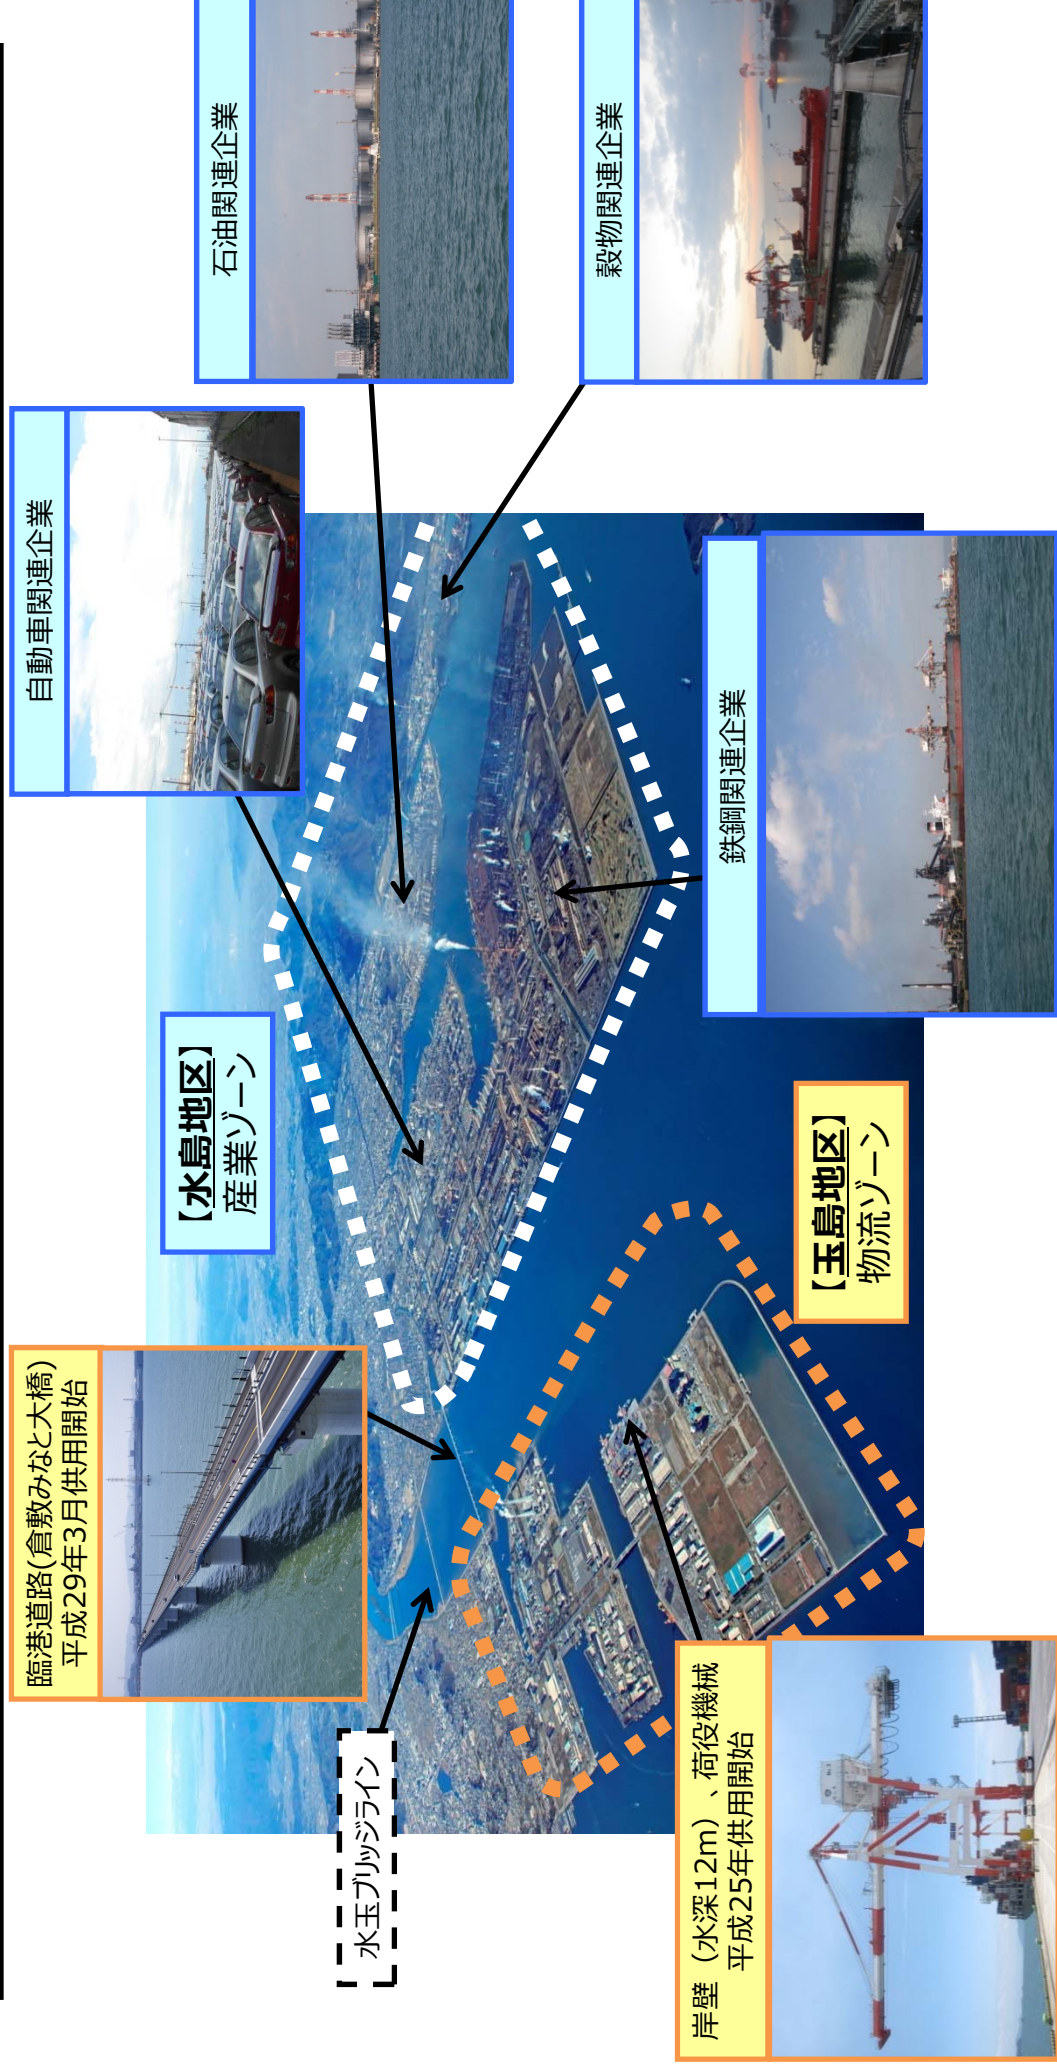 臨港道路(倉敷みなと大橋)
平成29年3月供用開始
自動車関連企業
【水島地区】
産業ゾーン
石油関連企業
水玉ブリッジライン
穀物関連企業
岸壁（水深12m）、荷役機械
平成25年供用開始
鉄鋼関連企業
【玉島地区】
物流ゾーン